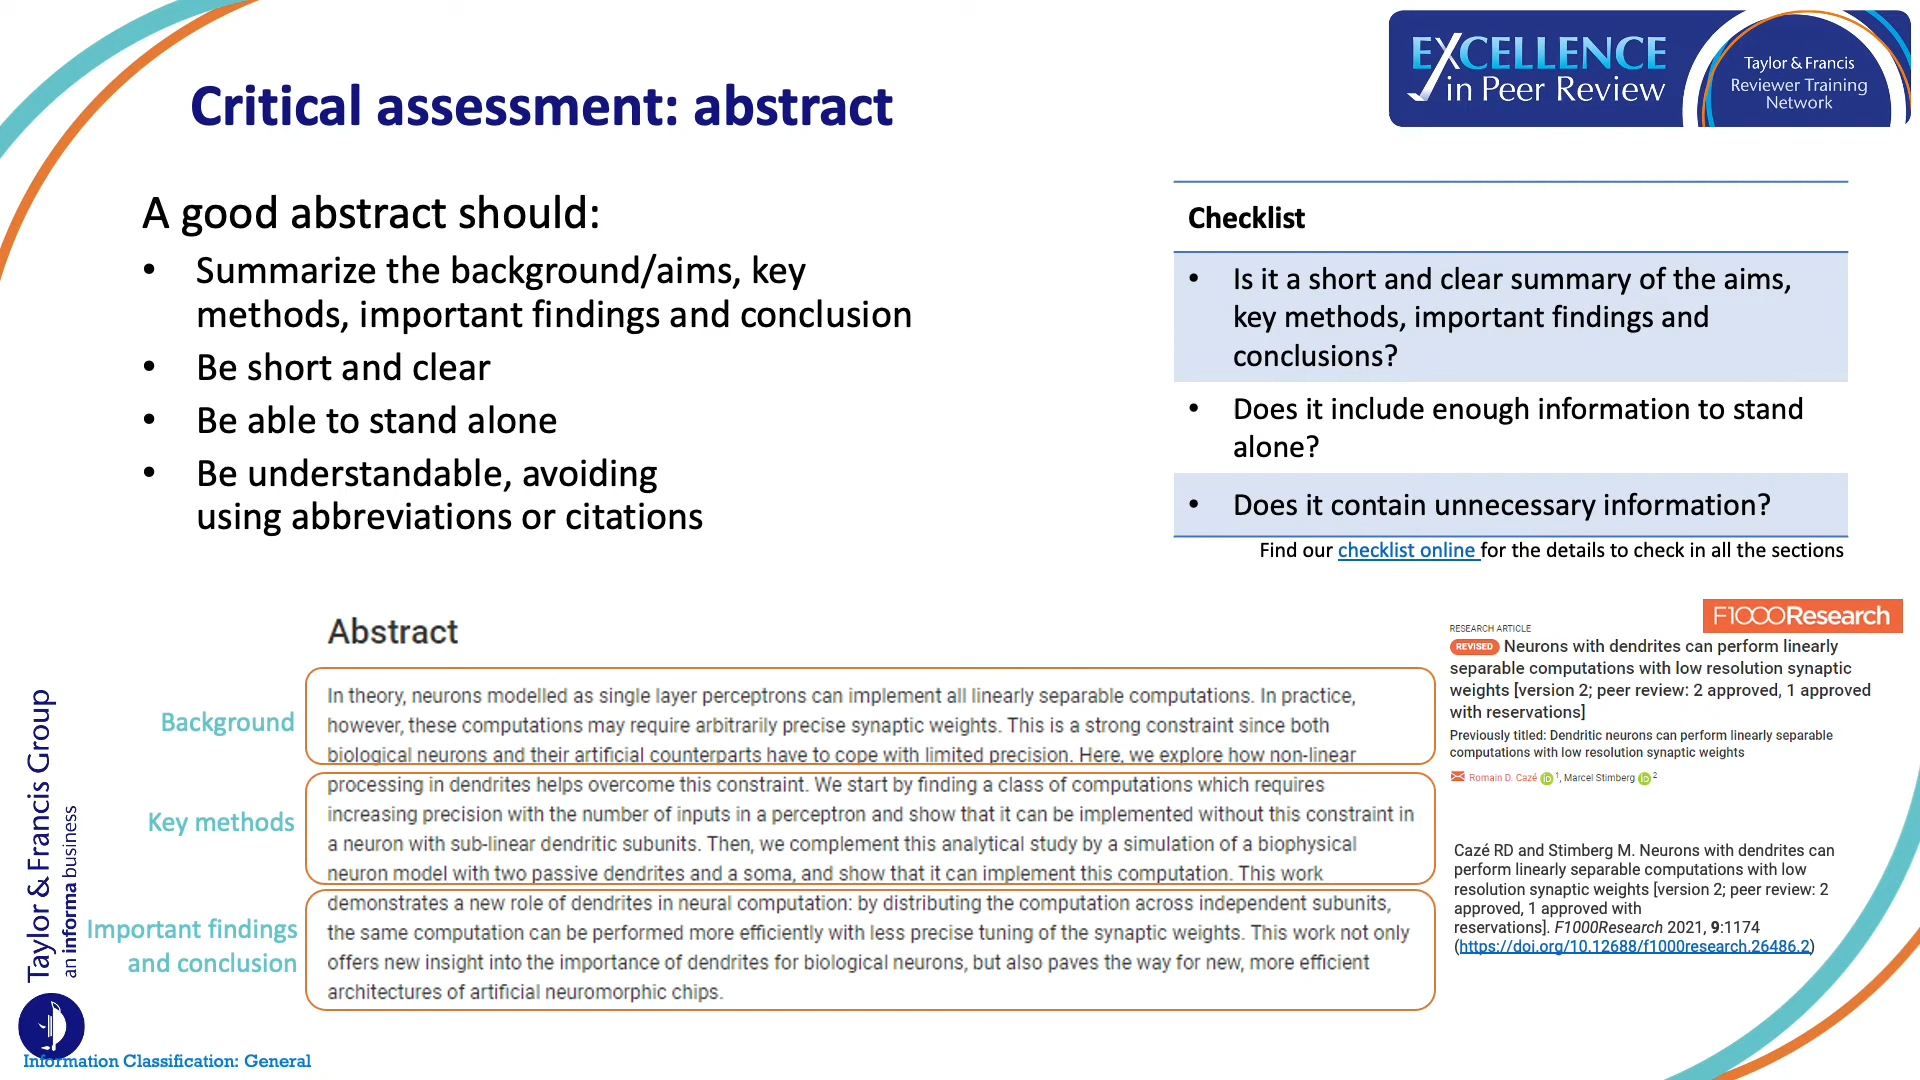 EXCELLENCE
in Peer Review
Taylor & Francis
Reviewer Training
Network
Critical assessment: abstract
A good abstract should:
• Summarize the background/aims, key
methods, important findings and conclusion
• Be short and clear
• Be able to stand alone
• Be understandable, avoiding
using abbreviations or citations
Checklist
• Is it a short and clear summary of the aims,
key methods, important findings and
conclusions?
• Does it include enough information to stand
alone?
• Does it contain unnecessary information?
Find our checklist online for the details to check in all the sections
Abstract
Background
In theory, neurons modelled as single layer perceptrons can implement all linearly separable computations. In practice,
however, these computations may require arbitrarily precise synaptic weights. This is a strong constraint since both
biological neurons and their artificial counterparts have to cope with limited precision. Here, we explore how non-linear
Key methods
processing in dendrites helps overcome this constraint. We start by finding a class of computations which requires
increasing precision with the number of inputs in a perceptron and show that it can be implemented without this constraint in
a neuron with sub-linear dendritic subunits. Then, we complement this analytical study by a simulation of a biophysical
neuron model with two passive dendrites and a soma, and show that it can implement this computation. This work
Important findings
and conclusion
demonstrates a new role of dendrites in neural computation: by distributing the computation across independent subunits,
the same computation can be performed more efficiently with less precise tuning of the synaptic weights. This work not only
offers new insight into the importance of dendrites for biological neurons, but also paves the way for new, more efficient
architectures of artificial neuromorphic chips.
F1000Research
RESEARCH ARTICLE
REVISED Neurons with dendrites can perform linearly
separable computations with low resolution synaptic
weights [version 2; peer review: 2 approved, 1 approved
with reservations]
Previously titled: Dendritic neurons can perform linearly separable
computations with low resolution synaptic weights
Romain D. Cazé iD 1, Marcel Stimberg iD 2
Cazé RD and Stimberg M. Neurons with dendrites can
perform linearly separable computations with low
resolution synaptic weights [version 2; peer review: 2
approved, 1 approved with
reservations]. F1000Research 2021, 9:1174
(https://doi.org/10.12688/f1000research.26486.2)
Taylor & Francis Group
an informa business
Information Classification: General